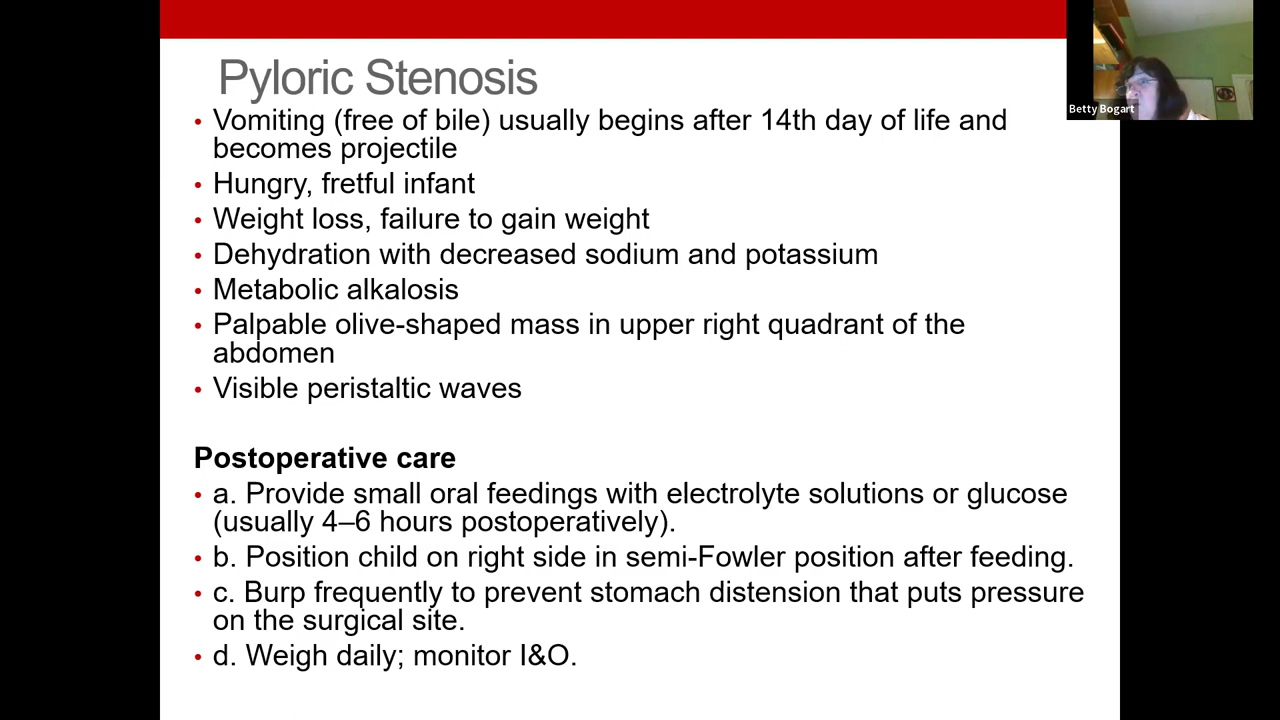 Pyloric Stenosis
Betty Bogart
• Vomiting (free of bile) usually begins after 14th day of life and
becomes projectile
• Hungry, fretful infant
• Weight loss, failure to gain weight
• Dehydration with decreased sodium and potassium
• Metabolic alkalosis
• Palpable olive-shaped mass in upper right quadrant of the
abdomen
• Visible peristaltic waves
Postoperative care
• a. Provide small oral feedings with electrolyte solutions or glucose
(usually 4–6 hours postoperatively).
• b. Position child on right side in semi-Fowler position after feeding.
• c. Burp frequently to prevent stomach distension that puts pressure
on the surgical site.
• d. Weigh daily; monitor I&O.